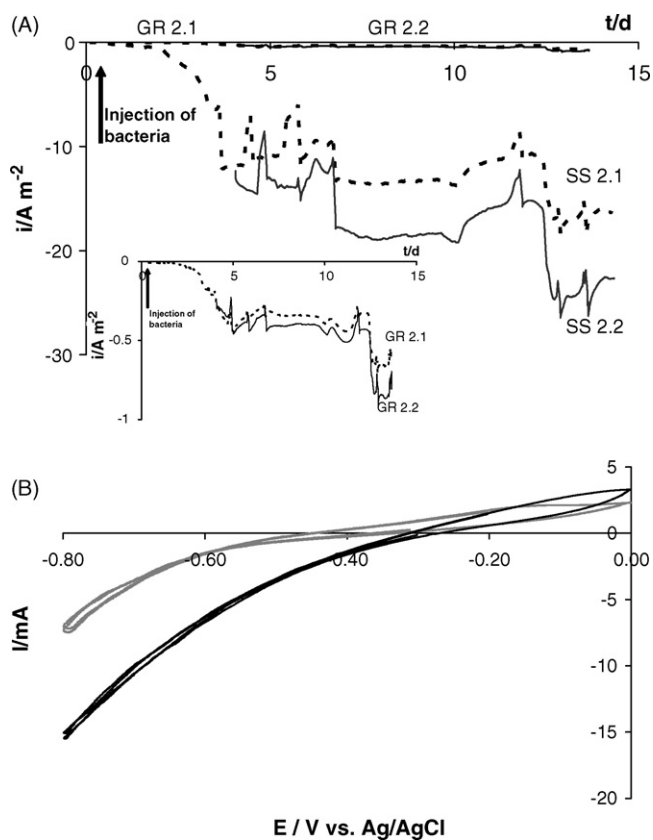 (A)
t/d
GR 2.1 GR 2.2
0
0 5 10 15
Injection of
bacteria
-10
SS 2.1
i/A m⁻²
-20
t/d
0
0 5 10 15
Injection of
bacteria
SS 2.2
i/A m⁻²
-0.5
GR 2.1
-30
GR 2.2
-1
(B)
5
0
-0.80 -0.60 -0.40 -0.20 0.00
-5
I/mA
-10
-15
-20
E / V vs. Ag/AgCl